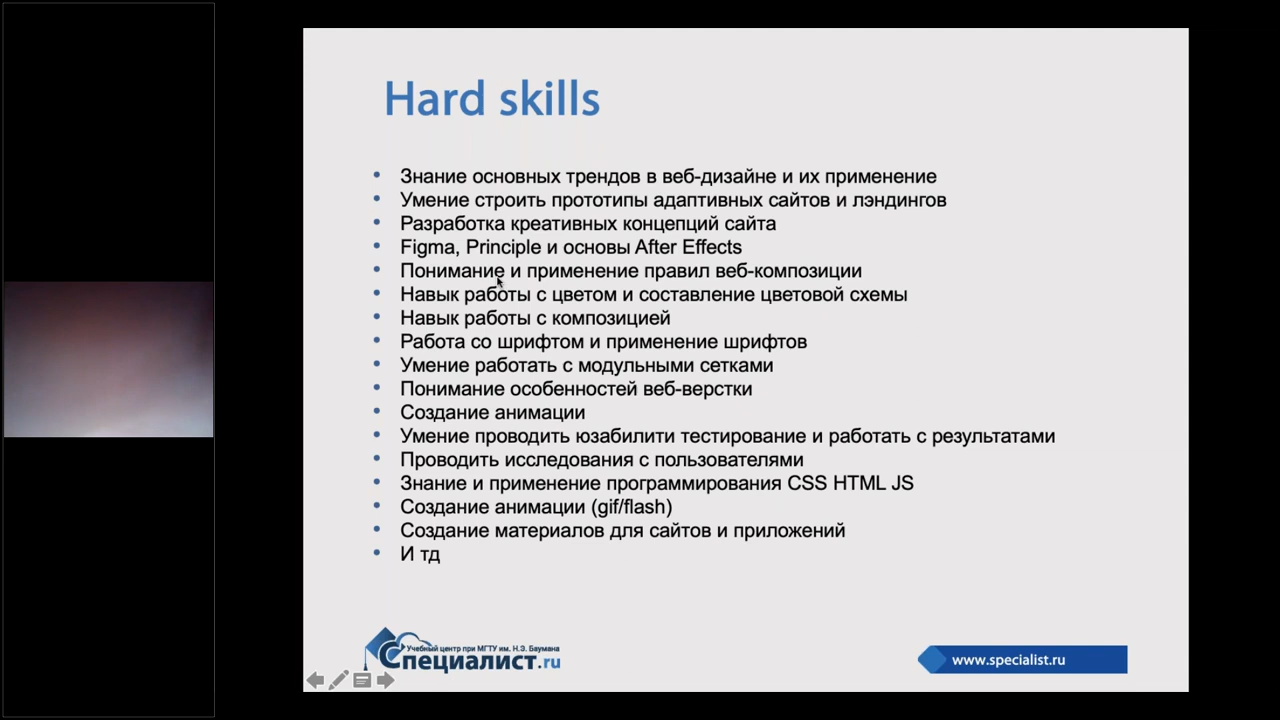 Hard skills
Знание основных трендов в веб-дизайне и их применение
Умение строить прототипы адаптивных сайтов и лэндингов
Разработка креативных концепций сайта
Figma, Principle и основы After Effects
Понимание и применение правил веб-композиции
Навык работы с цветом и составление цветовой схемы
Навык работы с композицией
Работа со шрифтом и применение шрифтов
Умение работать с модульными сетками
Понимание особенностей веб-верстки
Создание анимации
Умение проводить юзабилити тестирование и работать с результатами
Проводить исследования с пользователями
Знание и применение программирования CSS HTML JS
Создание анимации (gif/flash)
Создание материалов для сайтов и приложений
И тд
Учебный центр при МГТУ им. Н.Э. Баумана
Специалист.ru
www.specialist.ru